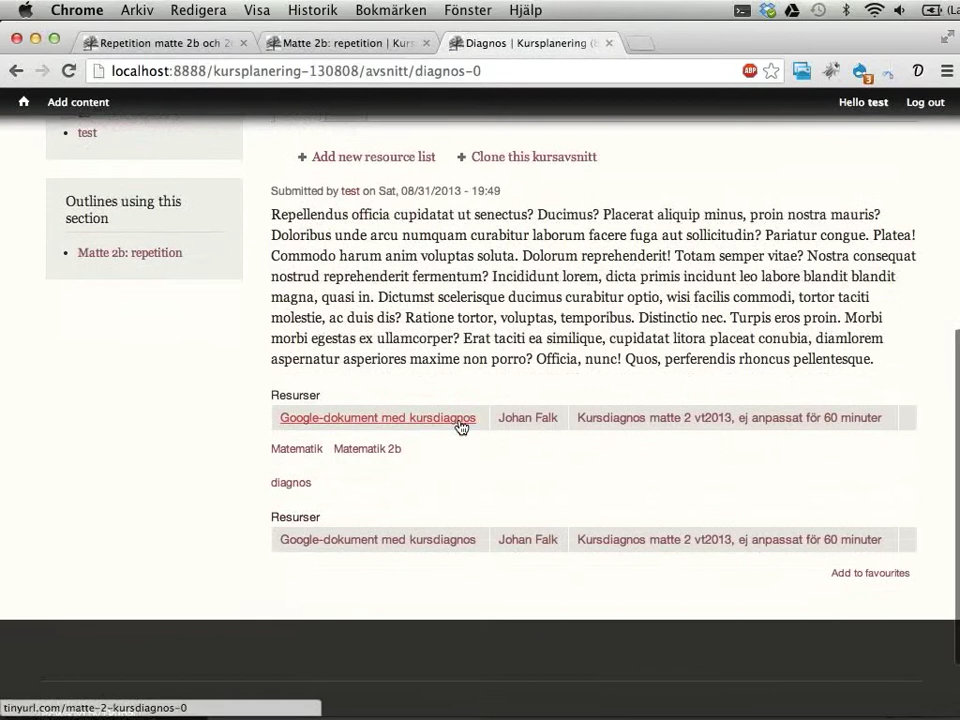 Chrome Arkiv Redigera Visa Historik Bokmärken Fönster Hjälp
Repetition matte 2b och 2
Matte 2b: repetition | Kurs
Diagnos | Kursplanering (b
localhost:8888/kursplanering-130808/avsnitt/diagnos-0
ABP
3
Add content
Hello test
Log out
test
Add new resource list
Clone this kursavsnitt
Submitted by test on Sat, 08/31/2013 - 19:49
Outlines using this
section
Matte 2b: repetition
Repellendus officia cupidatat ut senectus? Ducimus? Placerat aliquip minus, proin nostra mauris?
Doloribus unde arcu numquam curabitur laborum facere fuga aut sollicitudin? Pariatur congue. Platea!
Commodo harum anim voluptas soluta. Dolorum reprehenderit! Totam semper vitae? Nostra consequat
nostrud reprehenderit fermentum? Incididunt lorem, dicta primis incidunt leo labore blandit blandit
magna, quasi in. Dictumst scelerisque ducimus curabitur optio, wisi facilis commodi, tortor taciti
molestie, ac duis dis? Ratione tortor, voluptas, temporibus. Distinctio nec. Turpis eros proin. Morbi
morbi egestas ex ullamcorper? Erat taciti ea similique, cupidatat litora placeat conubia, diamlorem
aspernatur asperiores maxime non porro? Officia, nunc! Quos, perferendis rhoncus pellentesque.
Resurser
Google-dokument med kursdiagnos Johan Falk Kursdiagnos matte 2 vt2013, ej anpassat för 60 minuter
Matematik Matematik 2b
diagnos
Resurser
Google-dokument med kursdiagnos Johan Falk Kursdiagnos matte 2 vt2013, ej anpassat för 60 minuter
Add to favourites
tinyurl.com/matte-2-kursdiagnos-0